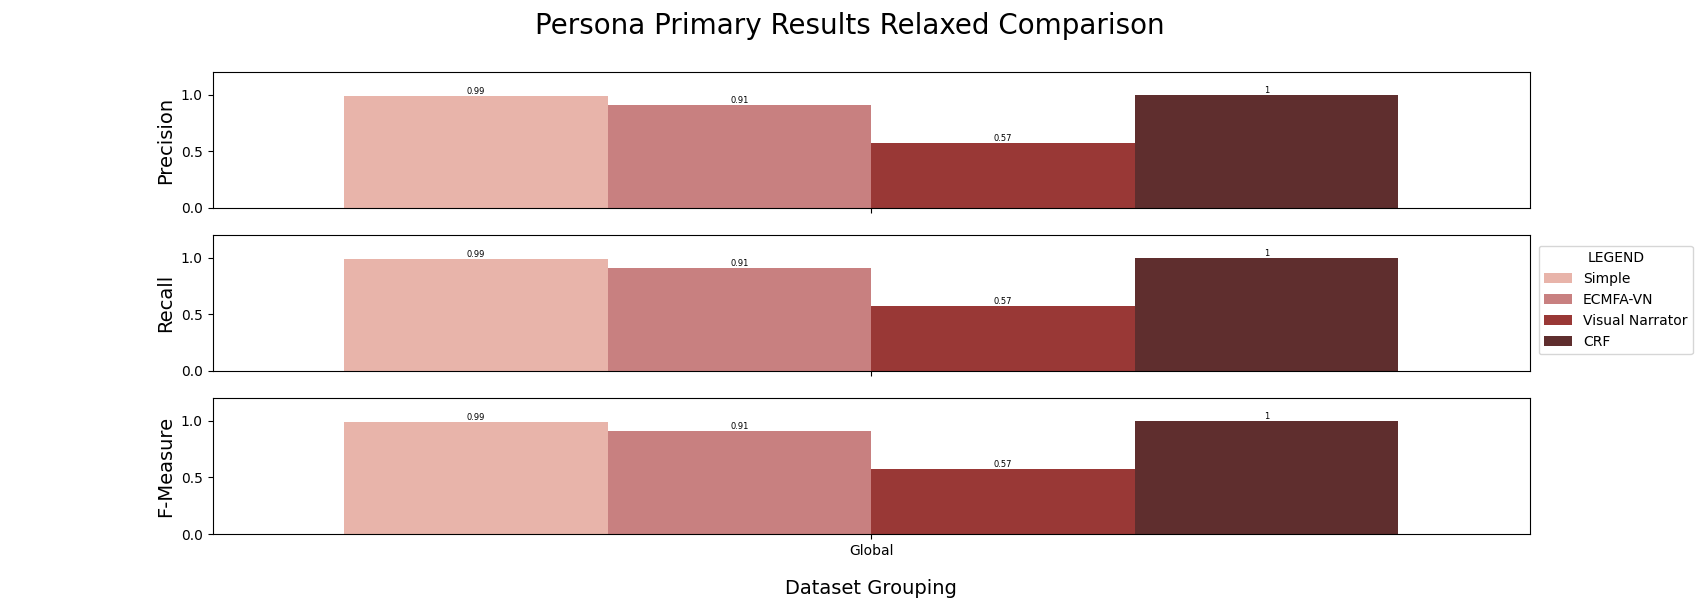 Persona Primary Results Relaxed Comparison
Precision
1.0
0.5
0.0
0.99
0.91
0.57
1
Recall
1.0
0.5
0.0
0.99
0.91
0.57
1
F-Measure
1.0
0.5
0.0
0.99
0.91
0.57
1
Global
Dataset Grouping
LEGEND
Simple
ECMFA-VN
Visual Narrator
CRF